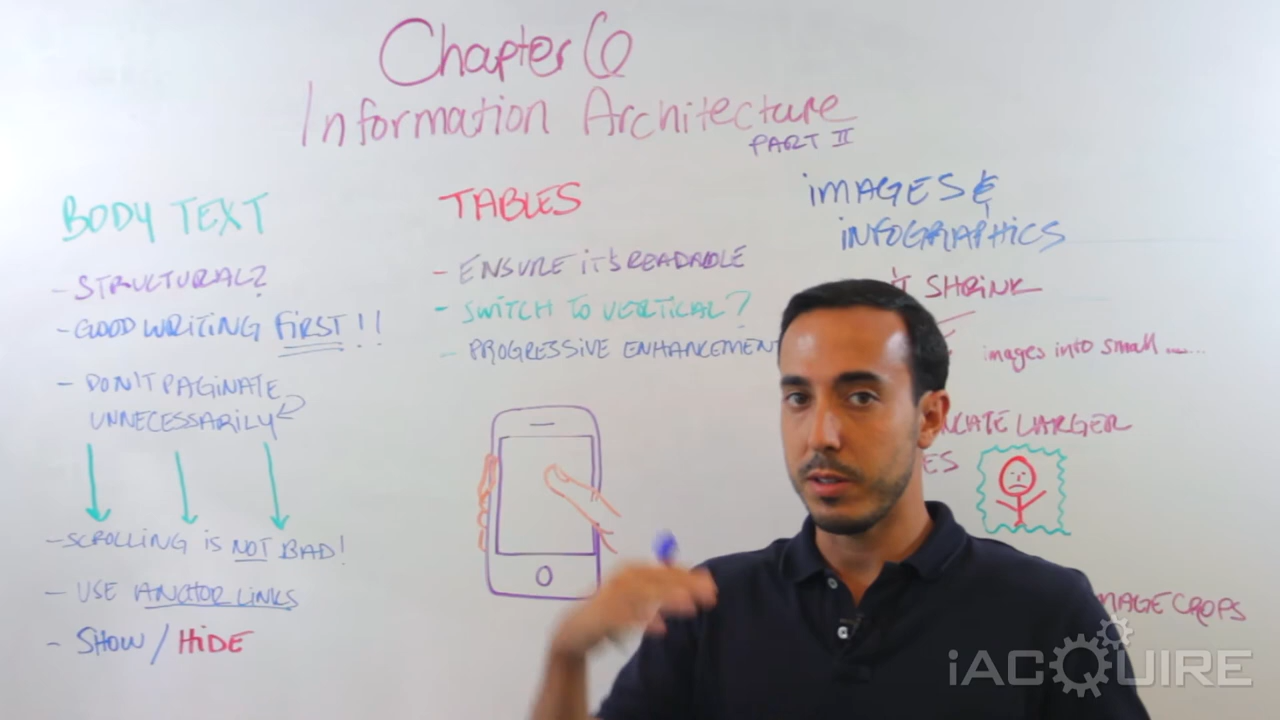 Chapter 6
Information Architecture
PART II
BODY TEXT
- STRUCTURAL?
- GOOD WRITING FIRST!!
- DON'T PAGINATE
UNNECESSARILY
- SCROLLING IS NOT BAD!
- USE ANCHOR LINKS
- SHOW / HIDE
TABLES
- ENSURE IT'S READABLE
- SWITCH TO VERTICAL?
- PROGRESSIVE ENHANCEMENT
IMAGES &
INFOGRAPHICS
SHRINK
images into small ......
LARGER
IMAGE CROPS
iACQUIRE